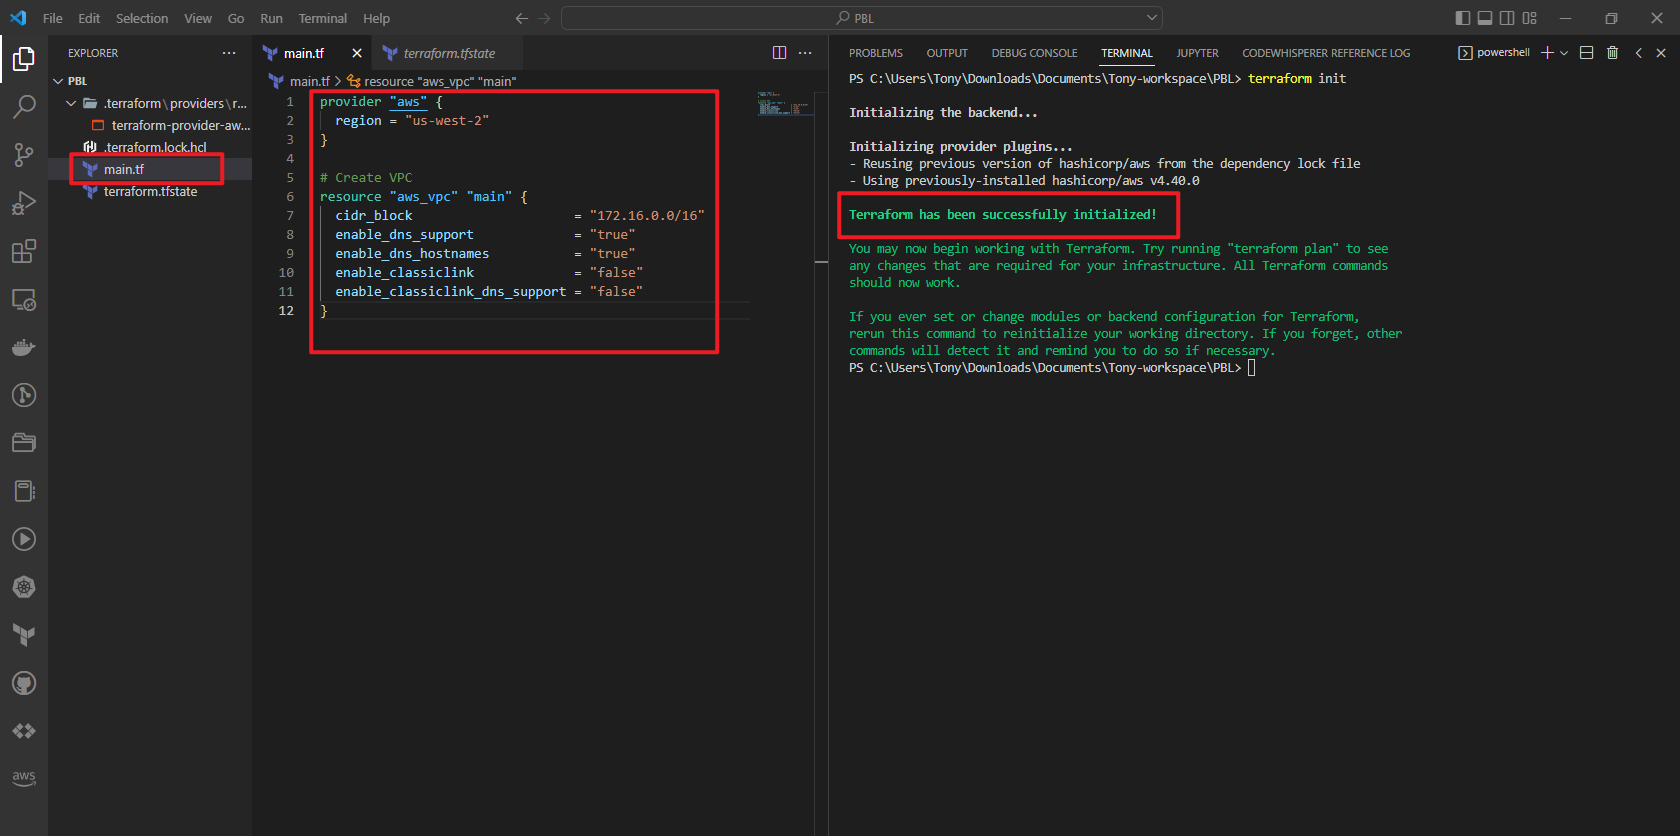 File Edit Selection View Go Run Terminal Help
PBL
EXPLORER
PBL
.terraform\providers\r...
terraform-provider-aw...
.terraform.lock.hcl
main.tf
terraform.tfstate
aws
main.tf
terraform.tfstate
main.tf > resource "aws_vpc" "main"
1 provider "aws" {
2 region = "us-west-2"
3 }
4
5 # Create VPC
6 resource "aws_vpc" "main" {
7 cidr_block = "172.16.0.0/16"
8 enable_dns_support = "true"
9 enable_dns_hostnames = "true"
10 enable_classiclink = "false"
11 enable_classiclink_dns_support = "false"
12 }
PROBLEMS OUTPUT DEBUG CONSOLE TERMINAL JUPYTER CODEWHISPERER REFERENCE LOG
powershell
PS C:\Users\Tony\Downloads\Documents\Tony-workspace\PBL> terraform init
Initializing the backend...
Initializing provider plugins...
- Reusing previous version of hashicorp/aws from the dependency lock file
- Using previously-installed hashicorp/aws v4.40.0
Terraform has been successfully initialized!
You may now begin working with Terraform. Try running "terraform plan" to see
any changes that are required for your infrastructure. All Terraform commands
should now work.
If you ever set or change modules or backend configuration for Terraform,
rerun this command to reinitialize your working directory. If you forget, other
commands will detect it and remind you to do so if necessary.
PS C:\Users\Tony\Downloads\Documents\Tony-workspace\PBL>